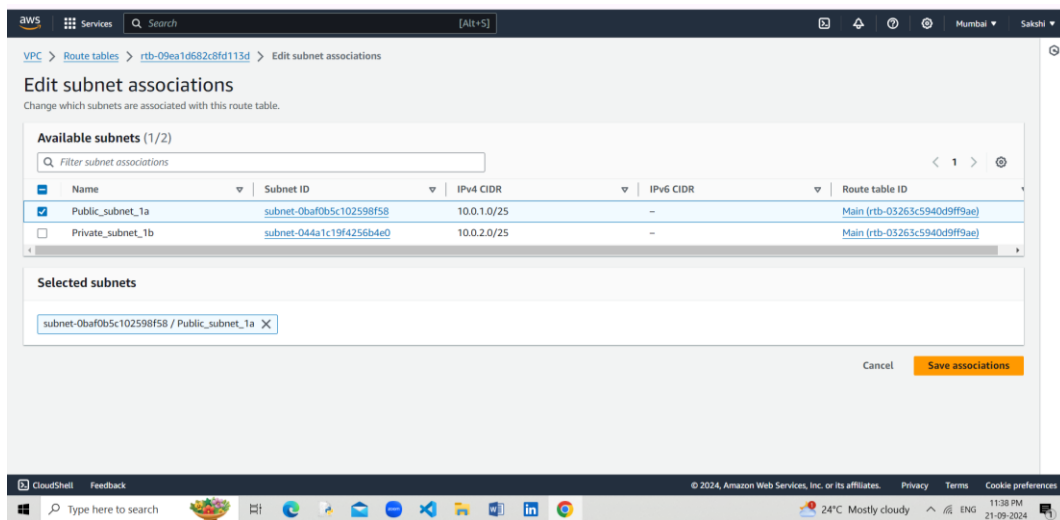 aws Services Search [Alt+S] Mumbai Sakshi
VPC > Route tables > rtb-09ea1d682c8fd113d > Edit subnet associations
Edit subnet associations
Change which subnets are associated with this route table.
Available subnets (1/2)
Filter subnet associations < 1 >
Name Subnet ID IPv4 CIDR IPv6 CIDR Route table ID
Public_subnet_1a subnet-0baf0b5c102598f58 10.0.1.0/25 – Main (rtb-03263c5940d9ff9ae)
Private_subnet_1b subnet-044a1c19f4256b4e0 10.0.2.0/25 – Main (rtb-03263c5940d9ff9ae)
Selected subnets
subnet-0baf0b5c102598f58 / Public_subnet_1a X
Cancel Save associations
CloudShell Feedback © 2024, Amazon Web Services, Inc. or its affiliates. Privacy Terms Cookie preferences
Type here to search 24°C Mostly cloudy ENG 11:38 PM
21-09-2024